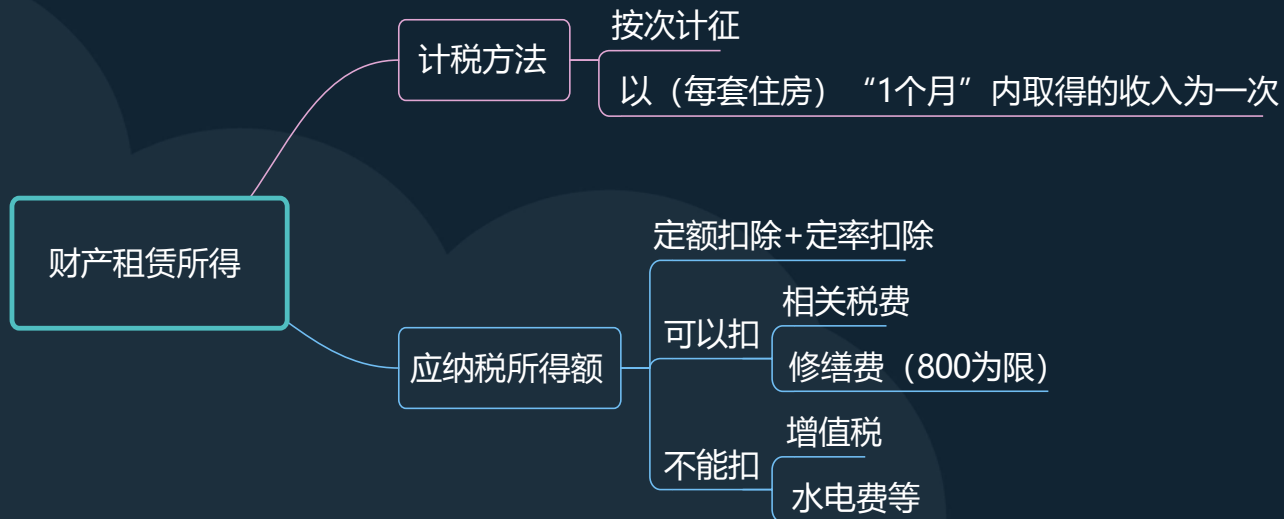 财产租赁所得
计税方法
按次计征
以（每套住房）“1个月”内取得的收入为一次
应纳税所得额
定额扣除+定率扣除
可以扣
相关税费
修缮费（800为限）
不能扣
增值税
水电费等